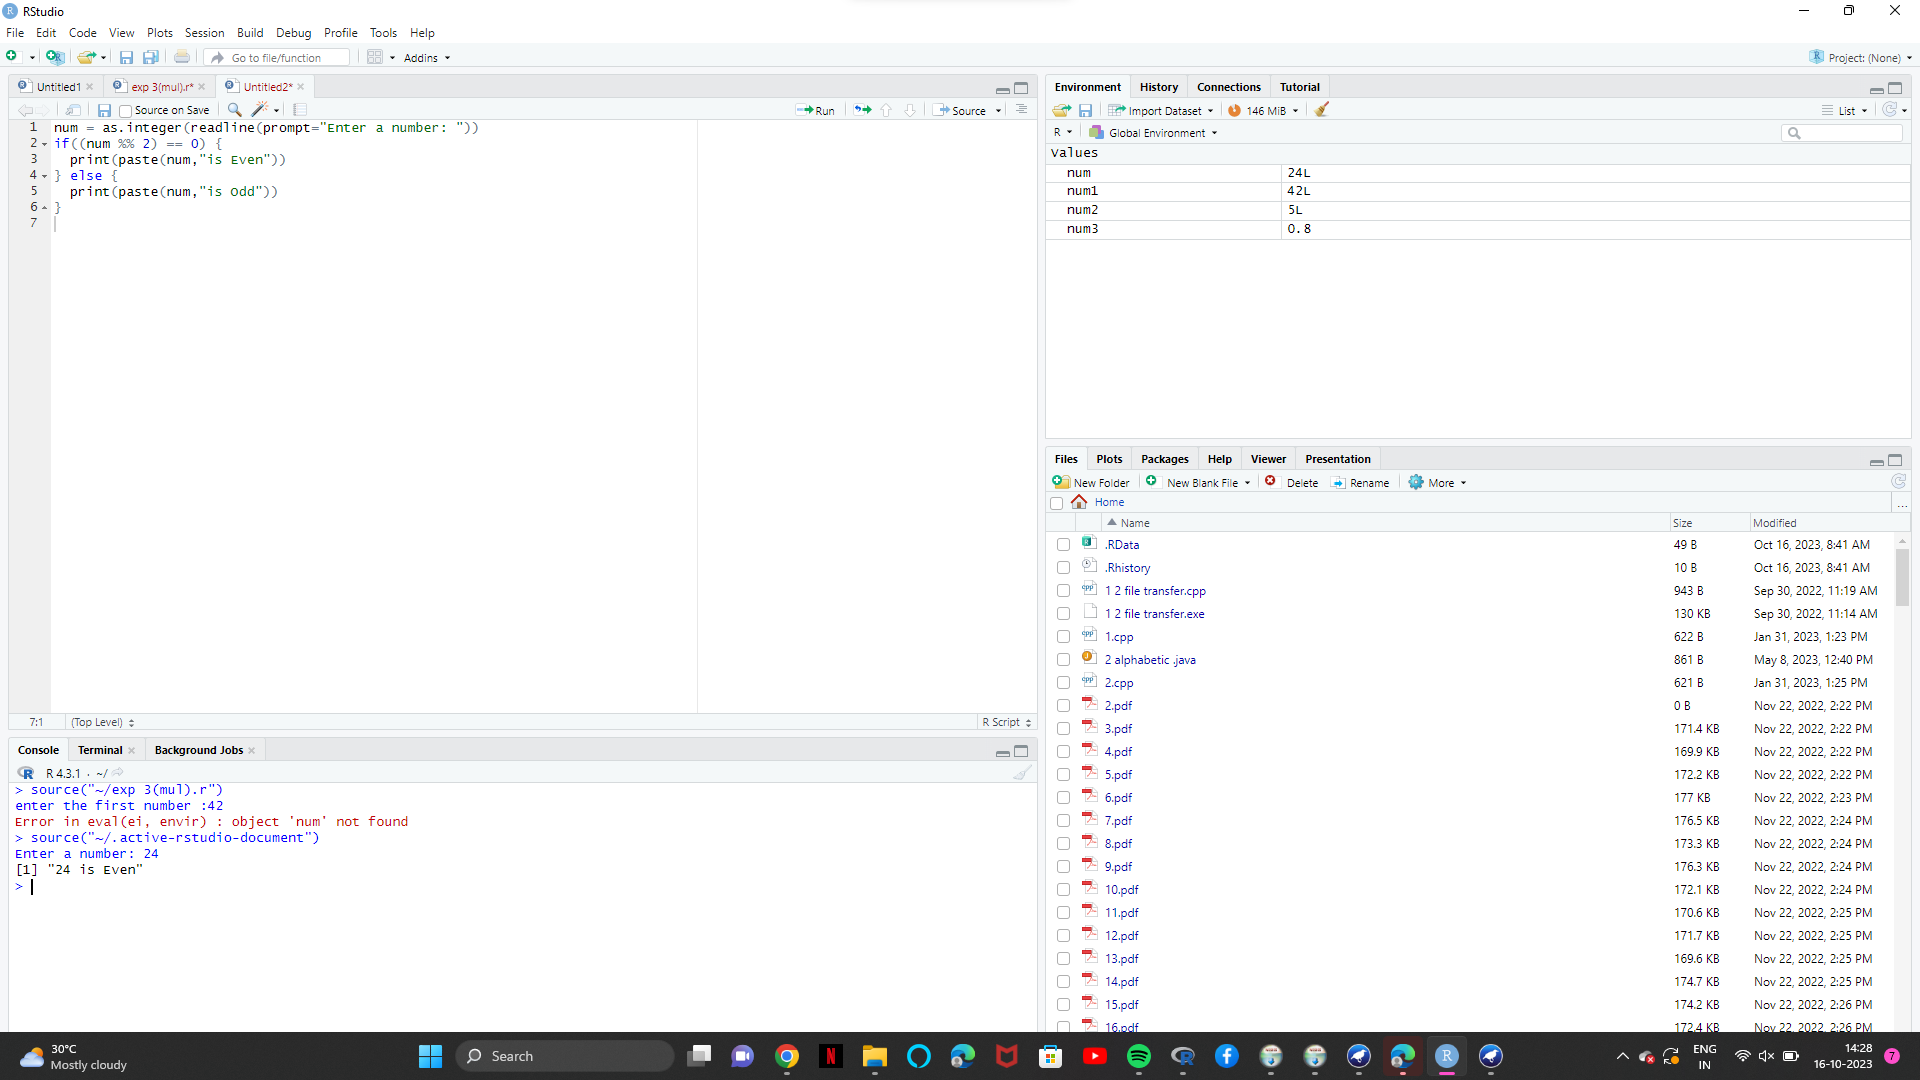 RStudio
File Edit Code View Plots Session Build Debug Profile Tools Help
Go to file/function Addins Project: (None)
Untitled1 exp 3(mul).r* Untitled2*
Source on Save Run Source
1 num = as.integer(readline(prompt="Enter a number: "))
2 if((num %% 2) == 0) {
3 print(paste(num,"is Even"))
4 } else {
5 print(paste(num,"is Odd"))
6 }
7
7:1 (Top Level) R Script
Console Terminal Background Jobs
R 4.3.1 · ~/
> source("~/exp 3(mul).r")
enter the first number :42
Error in eval(ei, envir) : object 'num' not found
> source("~/.active-rstudio-document")
Enter a number: 24
[1] "24 is Even"
>
Environment History Connections Tutorial
Import Dataset 146 MiB List
R Global Environment
Values
num 24L
num1 42L
num2 5L
num3 0.8
Files Plots Packages Help Viewer Presentation
New Folder New Blank File Delete Rename More
Home ...
Name Size Modified
.RData 49 B Oct 16, 2023, 8:41 AM
.Rhistory 10 B Oct 16, 2023, 8:41 AM
1 2 file transfer.cpp 943 B Sep 30, 2022, 11:19 AM
1 2 file transfer.exe 130 KB Sep 30, 2022, 11:14 AM
1.cpp 622 B Jan 31, 2023, 1:23 PM
2 alphabetic .java 861 B May 8, 2023, 12:40 PM
2.cpp 621 B Jan 31, 2023, 1:25 PM
2.pdf 0 B Nov 22, 2022, 2:22 PM
3.pdf 171.4 KB Nov 22, 2022, 2:22 PM
4.pdf 169.9 KB Nov 22, 2022, 2:22 PM
5.pdf 172.2 KB Nov 22, 2022, 2:22 PM
6.pdf 177 KB Nov 22, 2022, 2:23 PM
7.pdf 176.5 KB Nov 22, 2022, 2:24 PM
8.pdf 173.3 KB Nov 22, 2022, 2:24 PM
9.pdf 176.3 KB Nov 22, 2022, 2:24 PM
10.pdf 172.1 KB Nov 22, 2022, 2:24 PM
11.pdf 170.6 KB Nov 22, 2022, 2:25 PM
12.pdf 171.7 KB Nov 22, 2022, 2:25 PM
13.pdf 169.6 KB Nov 22, 2022, 2:25 PM
14.pdf 174.7 KB Nov 22, 2022, 2:25 PM
15.pdf 174.2 KB Nov 22, 2022, 2:26 PM
16.pdf 172.4 KB Nov 22, 2022, 2:26 PM
30°C
Mostly cloudy
Search
ENG
IN
14:28
16-10-2023
7